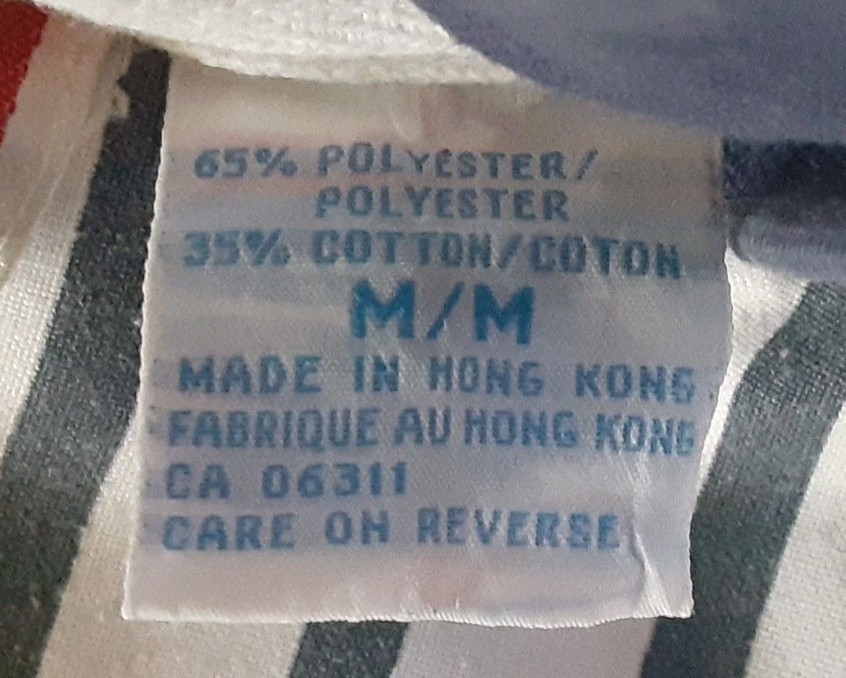 65% POLYESTER/
POLYESTER
35% COTTON/COTON
M/M
MADE IN HONG KONG
FABRIQUE AU HONG KONG
CA 06311
CARE ON REVERSE